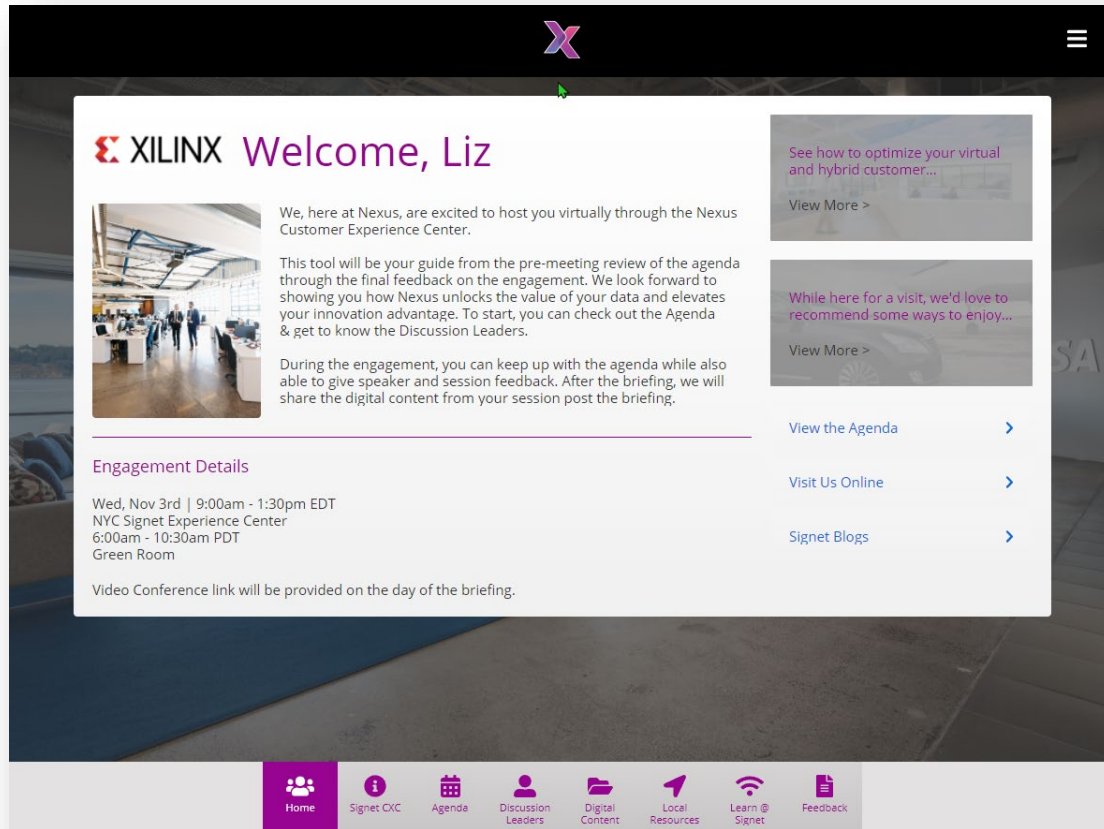 XILINX Welcome, Liz
We, here at Nexus, are excited to host you virtually through the Nexus
Customer Experience Center.
This tool will be your guide from the pre-meeting review of the agenda
through the final feedback on the engagement. We look forward to
showing you how Nexus unlocks the value of your data and elevates
your innovation advantage. To start, you can check out the Agenda
& get to know the Discussion Leaders.
During the engagement, you can keep up with the agenda while also
able to give speaker and session feedback. After the briefing, we will
share the digital content from your session post the briefing.
Engagement Details
Wed, Nov 3rd | 9:00am - 1:30pm EDT
NYC Signet Experience Center
6:00am - 10:30am PDT
Green Room
Video Conference link will be provided on the day of the briefing.
See how to optimize your virtual
and hybrid customer...
View More >
While here for a visit, we'd love to
recommend some ways to enjoy...
View More >
View the Agenda
Visit Us Online
Signet Blogs
SA
Home
Signet CXC
Agenda
Discussion
Leaders
Digital
Content
Local
Resources
Learn @
Signet
Feedback